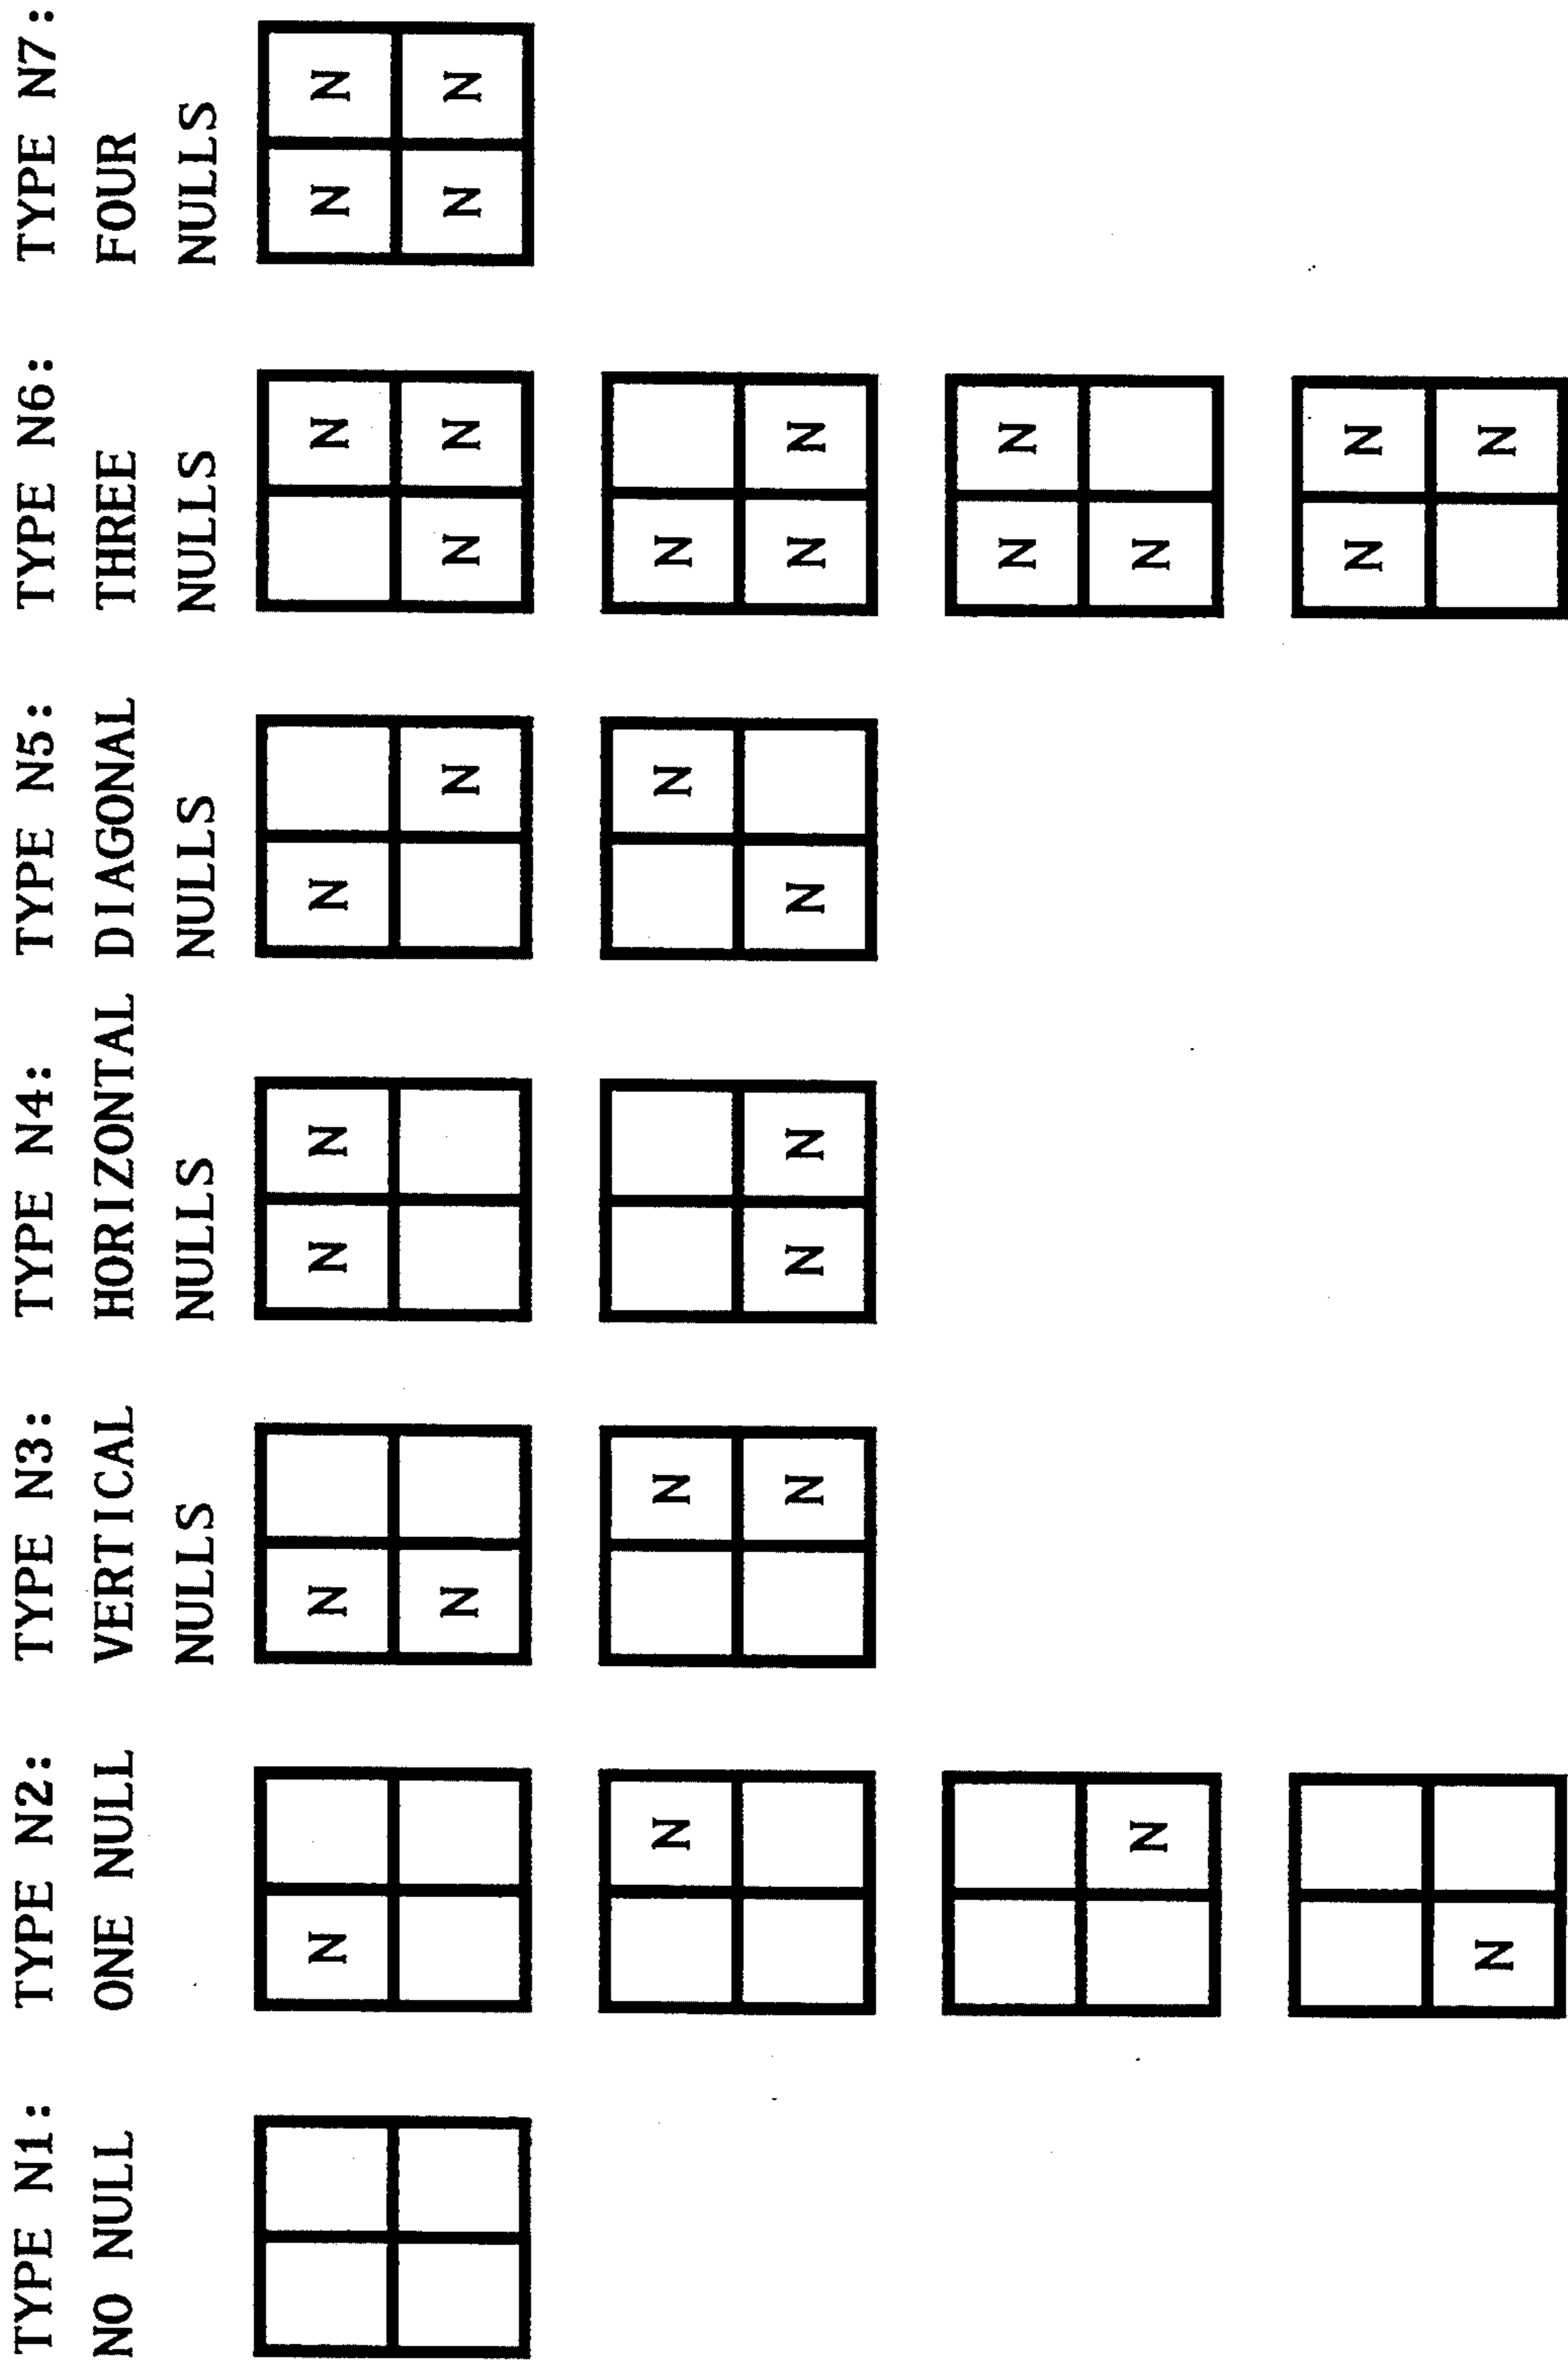 TYPE N1: TYPE N2: TYPE N3: TYPE N4: TYPE N5: TYPE N6: TYPE N7:
NO NULL ONE NULL VERTICAL HORIZONTAL DIAGONAL THREE FOUR
NULLS NULLS NULLS NULLS NULLS
N N N N N N N N
N N N N N N
N N N N
N N N N N N
N N
N N
N N
N N